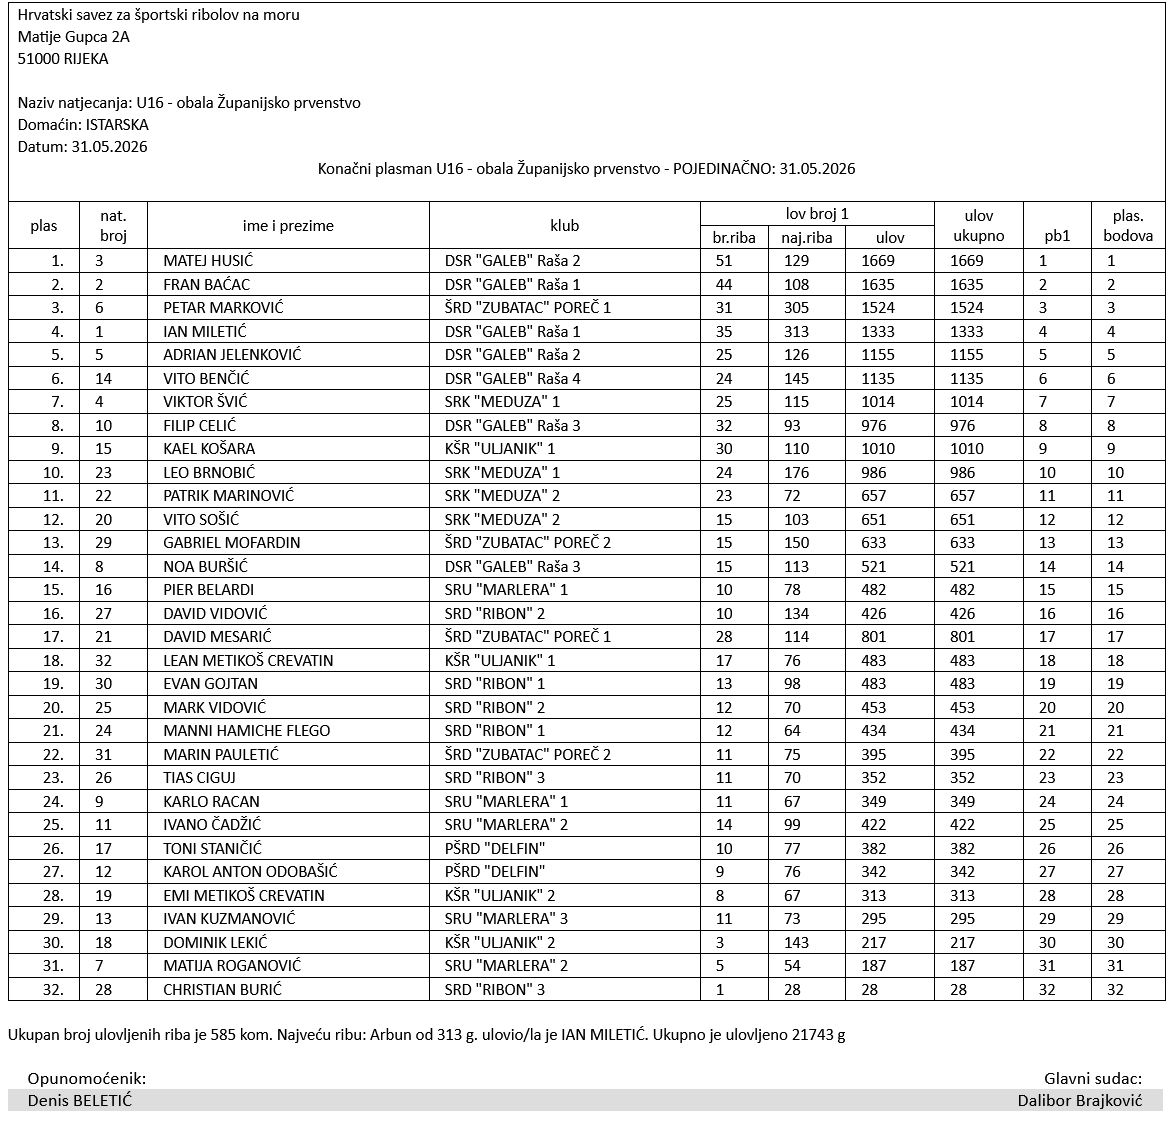 Hrvatski savez za športski ribolov na moru
Matije Gupca 2A
51000 RIJEKA
Naziv natjecanja: U16 - obala Županijsko prvenstvo
Domaćin: ISTARSKA
Datum: 31.05.2026
Konačni plasman U16 - obala Županijsko prvenstvo - POJEDINAČNO: 31.05.2026
plas nat. broj ime i prezime klub lov broj 1 ulov ukupno pb1 plas. bodova
br.riba naj.riba ulov
1. 3 MATEJ HUSIĆ DSR "GALEB" Raša 2 51 129 1669 1669 1 1
2. 2 FRAN BAĆAC DSR "GALEB" Raša 1 44 108 1635 1635 2 2
3. 6 PETAR MARKOVIĆ ŠRD "ZUBATAC" POREČ 1 31 305 1524 1524 3 3
4. 1 IAN MILETIĆ DSR "GALEB" Raša 1 35 313 1333 1333 4 4
5. 5 ADRIAN JELENKOVIĆ DSR "GALEB" Raša 2 25 126 1155 1155 5 5
6. 14 VITO BENČIĆ DSR "GALEB" Raša 4 24 145 1135 1135 6 6
7. 4 VIKTOR ŠVIĆ SRK "MEDUZA" 1 25 115 1014 1014 7 7
8. 10 FILIP CELIĆ DSR "GALEB" Raša 3 32 93 976 976 8 8
9. 15 KAEL KOŠARA KŠR "ULJANIK" 1 30 110 1010 1010 9 9
10. 23 LEO BRNOBIĆ SRK "MEDUZA" 1 24 176 986 986 10 10
11. 22 PATRIK MARINOVIĆ SRK "MEDUZA" 2 23 72 657 657 11 11
12. 20 VITO SOŠIĆ SRK "MEDUZA" 2 15 103 651 651 12 12
13. 29 GABRIEL MOFARDIN ŠRD "ZUBATAC" POREČ 2 15 150 633 633 13 13
14. 8 NOA BURŠIĆ DSR "GALEB" Raša 3 15 113 521 521 14 14
15. 16 PIER BELARDI SRU "MARLERA" 1 10 78 482 482 15 15
16. 27 DAVID VIDOVIĆ SRD "RIBON" 2 10 134 426 426 16 16
17. 21 DAVID MESARIĆ ŠRD "ZUBATAC" POREČ 1 28 114 801 801 17 17
18. 32 LEAN METIKOŠ CREVATIN KŠR "ULJANIK" 1 17 76 483 483 18 18
19. 30 EVAN GOJTAN SRD "RIBON" 1 13 98 483 483 19 19
20. 25 MARK VIDOVIĆ SRD "RIBON" 2 12 70 453 453 20 20
21. 24 MANNI HAMICHE FLEGO SRD "RIBON" 1 12 64 434 434 21 21
22. 31 MARIN PAULETIĆ ŠRD "ZUBATAC" POREČ 2 11 75 395 395 22 22
23. 26 TIAS CIGUJ SRD "RIBON" 3 11 70 352 352 23 23
24. 9 KARLO RACAN SRU "MARLERA" 1 11 67 349 349 24 24
25. 11 IVANO ČADŽIĆ SRU "MARLERA" 2 14 99 422 422 25 25
26. 17 TONI STANIČIĆ PŠRD "DELFIN" 10 77 382 382 26 26
27. 12 KAROL ANTON ODOBAŠIĆ PŠRD "DELFIN" 9 76 342 342 27 27
28. 19 EMI METIKOŠ CREVATIN KŠR "ULJANIK" 2 8 67 313 313 28 28
29. 13 IVAN KUZMANOVIĆ SRU "MARLERA" 3 11 73 295 295 29 29
30. 18 DOMINIK LEKIĆ KŠR "ULJANIK" 2 3 143 217 217 30 30
31. 7 MATIJA ROGANOVIĆ SRU "MARLERA" 2 5 54 187 187 31 31
32. 28 CHRISTIAN BURIĆ SRD "RIBON" 3 1 28 28 28 32 32
Ukupan broj ulovljenih riba je 585 kom. Najveću ribu: Arbun od 313 g. ulovio/la je IAN MILETIĆ. Ukupno je ulovljeno 21743 g
Opunomoćenik: Glavni sudac:
Denis BELETIĆ Dalibor Brajković